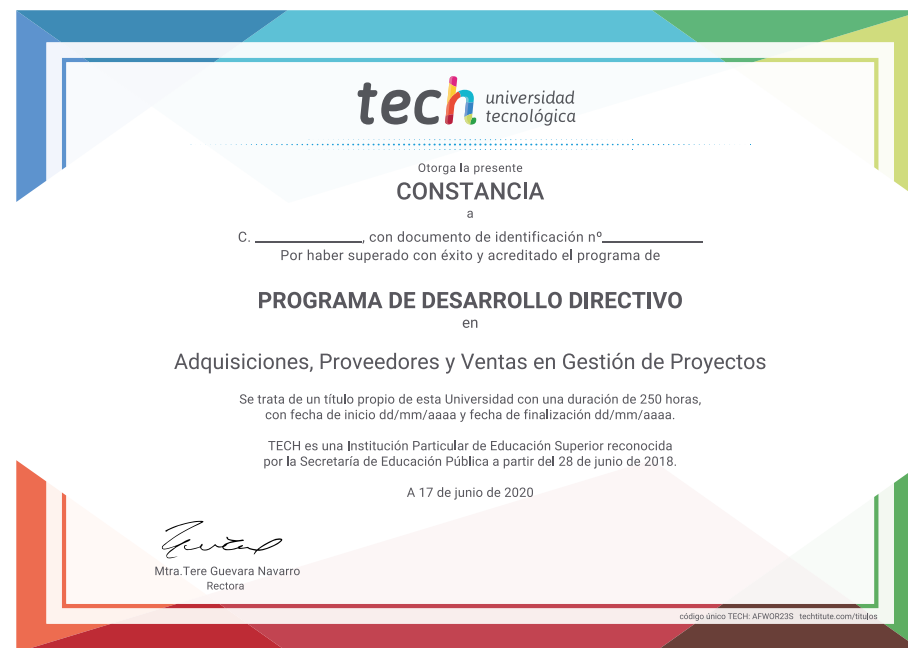 tech universidad
tecnológica
Otorga la presente
CONSTANCIA
a
C. ____________, con documento de identificación nº____________
Por haber superado con éxito y acreditado el programa de
PROGRAMA DE DESARROLLO DIRECTIVO
en
Adquisiciones, Proveedores y Ventas en Gestión de Proyectos
Se trata de un título propio de esta Universidad con una duración de 250 horas,
con fecha de inicio dd/mm/aaaa y fecha de finalización dd/mm/aaaa.
TECH es una Institución Particular de Educación Superior reconocida
por la Secretaría de Educación Pública a partir del 28 de junio de 2018.
A 17 de junio de 2020
Mtra.Tere Guevara Navarro
Rectora
código único TECH: AFWOR23S techtitute.com/titulos